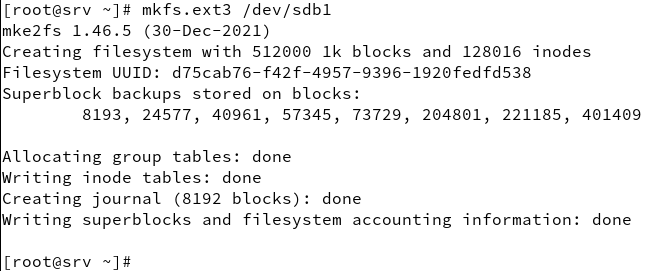 [root@srv ~]# mkfs.ext3 /dev/sdb1
mke2fs 1.46.5 (30-Dec-2021)
Creating filesystem with 512000 1k blocks and 128016 inodes
Filesystem UUID: d75cab76-f42f-4957-9396-1920fedfd538
Superblock backups stored on blocks:
        8193, 24577, 40961, 57345, 73729, 204801, 221185, 401409

Allocating group tables: done
Writing inode tables: done
Creating journal (8192 blocks): done
Writing superblocks and filesystem accounting information: done

[root@srv ~]#